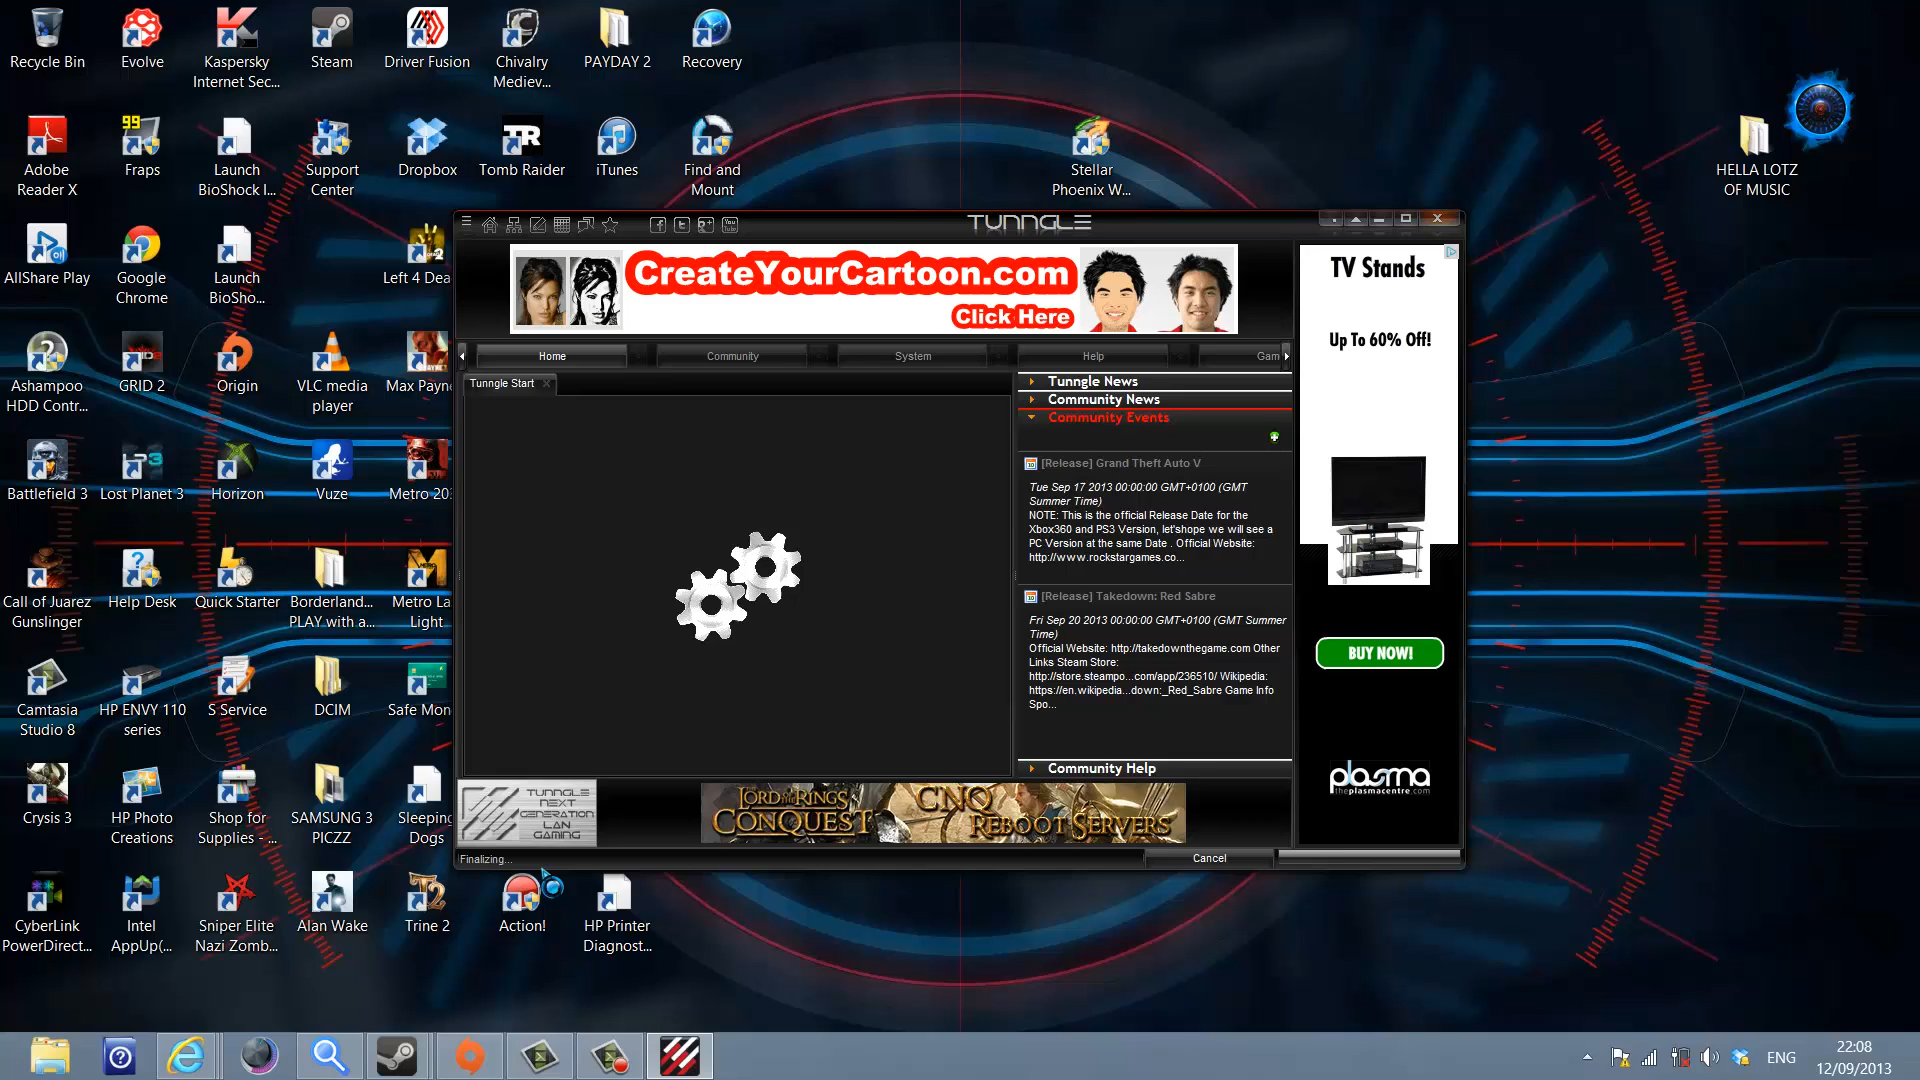 Recycle Bin
Evolve
Kaspersky
Internet Sec...
Steam
Driver Fusion
Chivalry
Mediev...
PAYDAY 2
Recovery
Adobe
Reader X
99
Fraps
Launch
BioShock I...
Support
Center
Dropbox
TR
Tomb Raider
iTunes
Find and
Mount
Stellar
Phoenix W...
HELLA LOTZ
OF MUSIC
AllShare Play
Google
Chrome
Launch
BioSho...
Left 4 Dea
Ashampoo
HDD Contr...
GRID 2
Origin
VLC media
player
Max Payn
Battlefield 3
LP3
Lost Planet 3
Horizon
Vuze
Metro 203
Call of Juarez
Gunslinger
Help Desk
Quick Starter
Borderland...
PLAY with a...
Metro La
Light
Camtasia
Studio 8
HP ENVY 110
series
S Service
DCIM
Safe Mon
Crysis 3
HP Photo
Creations
Shop for
Supplies - ...
SAMSUNG 3
PICZZ
Sleeping
Dogs
CyberLink
PowerDirect...
Intel
AppUp(...
Sniper Elite
Nazi Zomb...
Alan Wake
T2
Trine 2
Action!
HP Printer
Diagnost...
TUNNGLE
CreateYourCartoon.com
Click Here
Home
Community
System
Help
Gam
Tunngle Start
Tunngle News
Community News
Community Events
[Release] Grand Theft Auto V
Tue Sep 17 2013 00:00:00 GMT+0100 (GMT
Summer Time)
NOTE: This is the official Release Date for the
Xbox360 and PS3 Version, let'shope we will see a
PC Version at the same Date . Official Website:
http://www.rockstargames.co...
[Release] Takedown: Red Sabre
Fri Sep 20 2013 00:00:00 GMT+0100 (GMT Summer
Time)
Official Website: http://takedownthegame.com Other
Links Steam Store:
http://store.steampo...com/app/236510/ Wikipedia:
https://en.wikipedia...down:_Red_Sabre Game Info
Spo...
Community Help
TUNNGLE
NEXT
GENERATION
LAN
GAMING
THE LORD OF THE RINGS
CONQUEST
CNQ
REBOOT SERVERS
Finalizing...
Cancel
TV Stands
Up To 60% Off!
BUY NOW!
plasma
theplasmacentre.com
ENG
22:08
12/09/2013